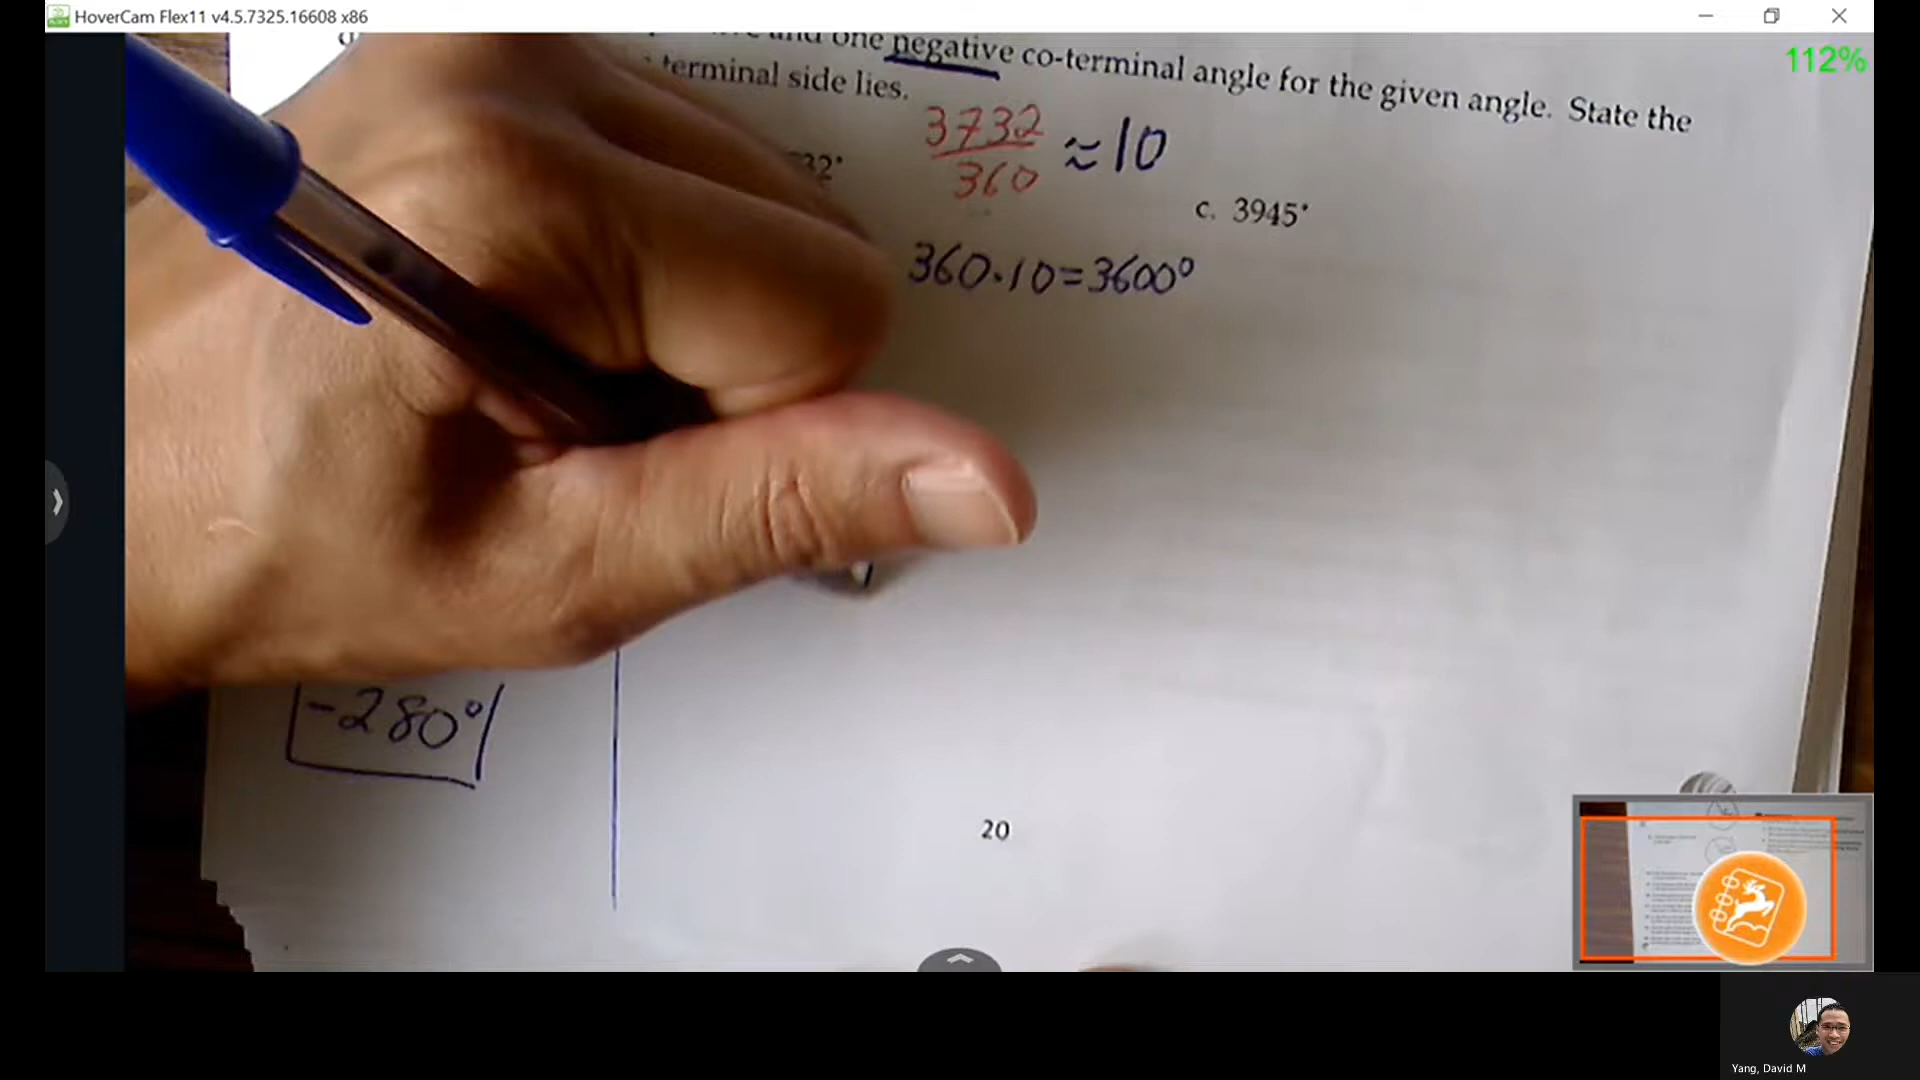 HoverCam Flex11 v4.5.7325.16608 x86
112%
and one negative co-terminal angle for the given angle. State the
terminal side lies.
3732
360
≈10
32°
c. 3945°
360·10=3600°
-280°
20
Yang, David M